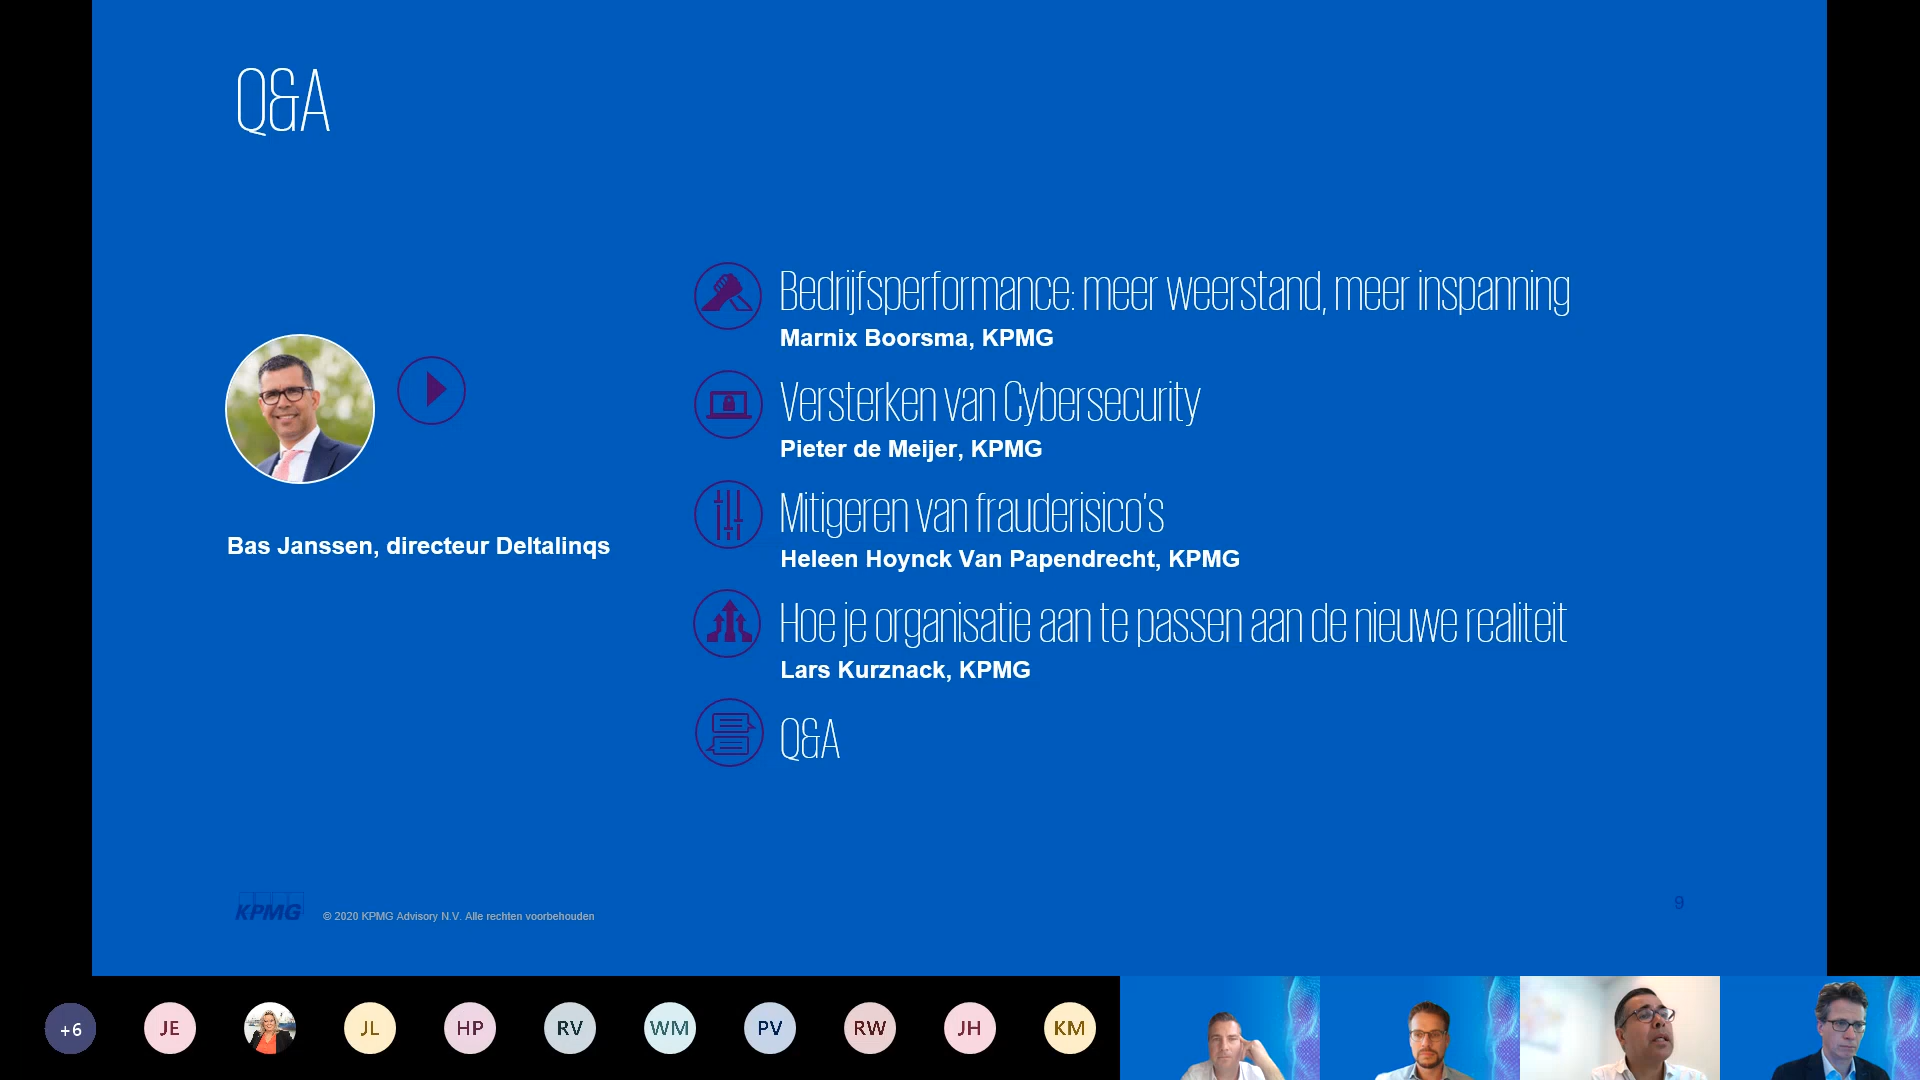 Q&A
Bedrijfsperformance: meer weerstand, meer inspanning
Marnix Boorsma, KPMG
Versterken van Cybersecurity
Pieter de Meijer, KPMG
Mitigeren van frauderisico's
Heleen Hoynck Van Papendrecht, KPMG
Bas Janssen, directeur Deltalinqs
Hoe je organisatie aan te passen aan de nieuwe realiteit
Lars Kurznack, KPMG
Q&A
KPMG
© 2020 KPMG Advisory N.V. Alle rechten voorbehouden
9
+6
JE
JL
HP
RV
WM
PV
RW
JH
KM